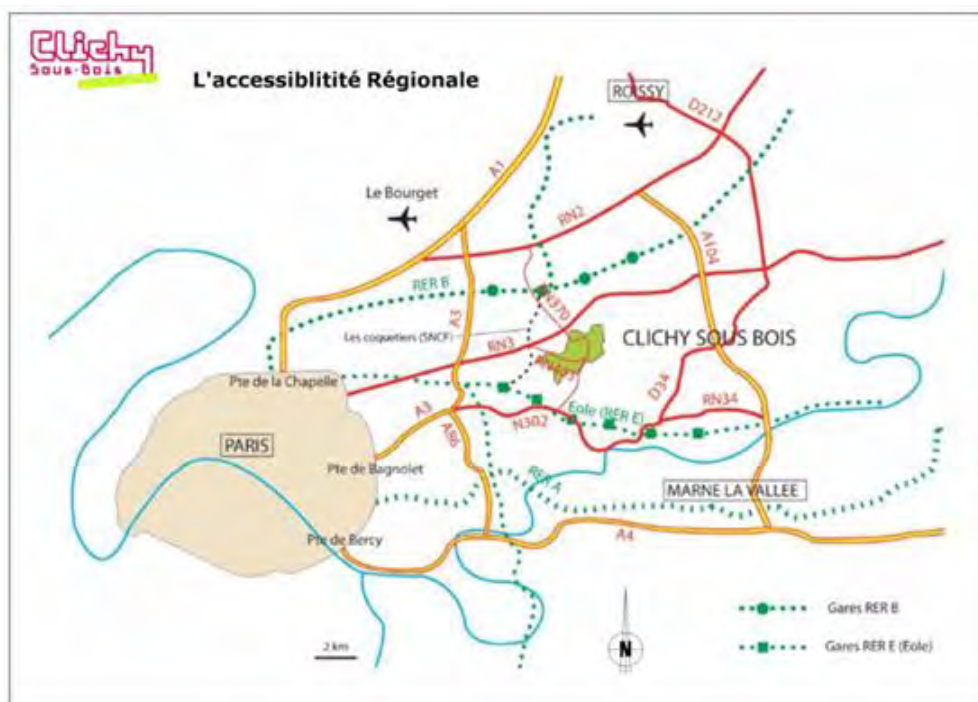 CLichy
Sous-Bois
L'accessiblitité Régionale
ROISSY
D212
A1
Le Bourget
RN2
A104
RER B
A3
RN370
Les coquetiers (SNCF)
RN3
CLICHY SOUS BOIS
Pte de la Chapelle
D34
RN34
A3
Eole (RER E)
N302
A86
PARIS
Pte de Bagnolet
RER A
MARNE LA VALLEE
Pte de Bercy
A4
Gares RER B
2 km
N
Gares RER E (Eole)